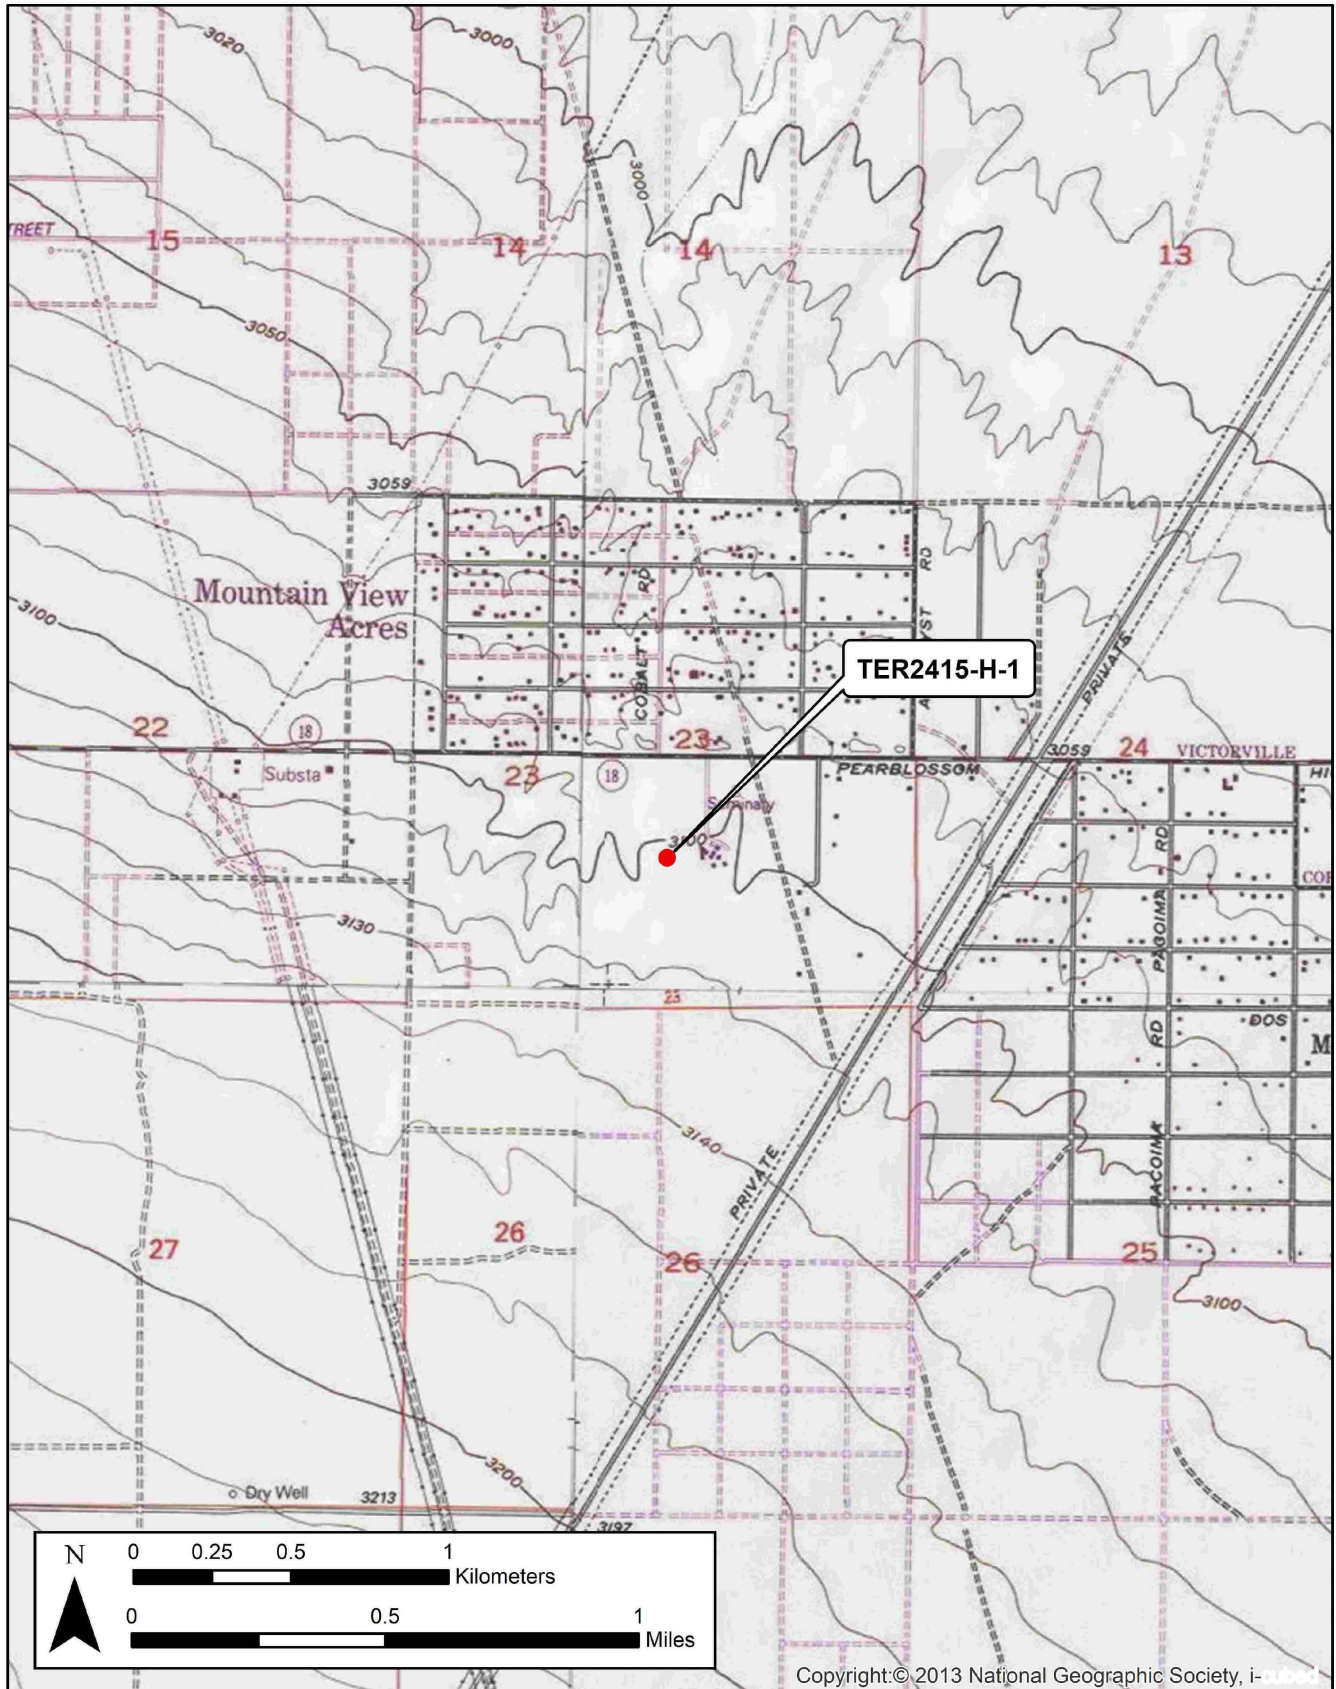 3020
3000
3000
TREET
15
14
14
13
3050
3059
RD
RD
Mountain View
Acres
3100
COBALT
PRIVATE
TER2415-H-1
22
18
23
3059
24
VICTORVILLE
Substa
23
18
PEARBLOSSOM
HI
Seminary
3100
RD
COR
3130
PACOIMA
23
DOS
RD
M
3140
PRIVATE
PACOIMA
27
26
26
25
3100
3200
Dry Well
3213
3197
N
0 0.25 0.5 1
Kilometers
0 0.5 1
Miles
Copyright:© 2013 National Geographic Society, i-cubed